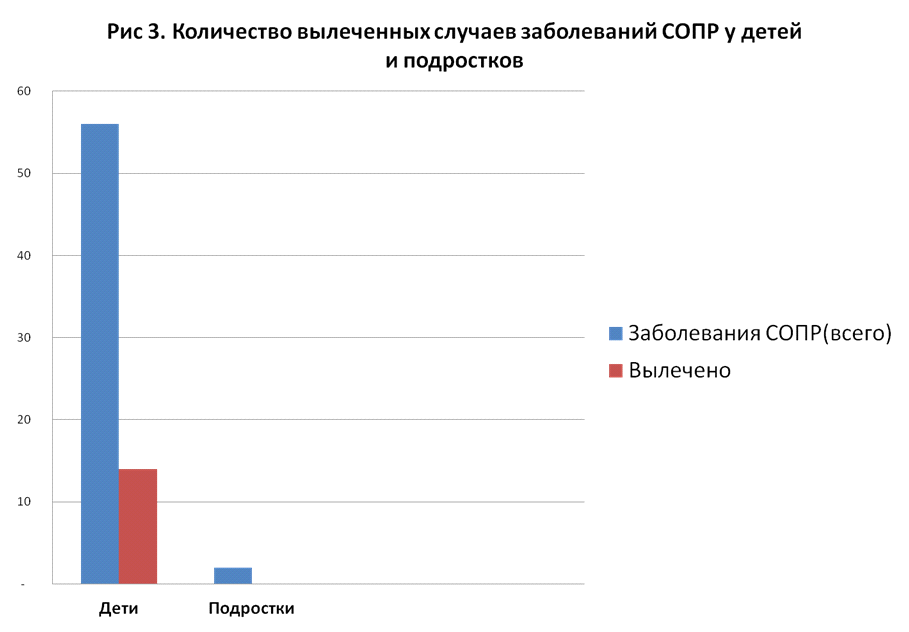 Рис 3. Количество вылеченных случаев заболеваний СОПР у детей
и подростков
60
50
40
30
20
10
-
Дети
Подростки
Заболевания СОПР(всего)
Вылечено